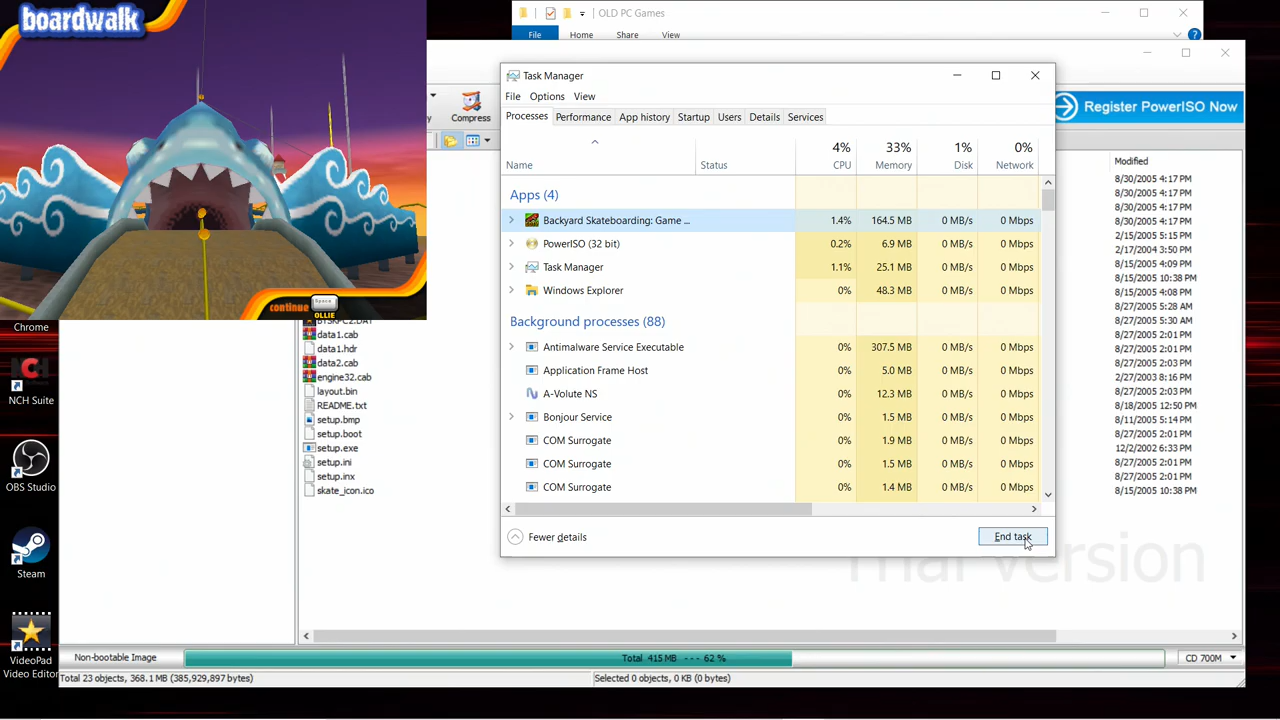 boardwalk
continue
Space
OLLIE
OLD PC Games
File Home Share View
Compress
Register PowerISO Now
Modified
8/30/2005 4:17 PM
8/30/2005 4:17 PM
8/30/2005 4:17 PM
8/30/2005 4:17 PM
2/15/2005 5:15 PM
2/17/2004 3:50 PM
8/15/2005 4:09 PM
8/15/2005 10:38 PM
8/15/2005 4:08 PM
8/27/2005 5:28 AM
8/27/2005 5:30 AM
8/27/2005 2:01 PM
8/27/2005 2:01 PM
8/27/2005 2:03 PM
2/27/2003 8:16 PM
8/27/2005 2:03 PM
8/18/2005 12:50 PM
8/11/2005 5:14 PM
8/27/2005 2:01 PM
12/2/2002 6:33 PM
8/27/2005 2:01 PM
8/27/2005 2:01 PM
8/15/2005 10:38 PM
Task Manager
File Options View
Processes Performance App history Startup Users Details Services
4% 33% 1% 0%
Name Status CPU Memory Disk Network
Apps (4)
Backyard Skateboarding: Game ... 1.4% 164.5 MB 0 MB/s 0 Mbps
PowerISO (32 bit) 0.2% 6.9 MB 0 MB/s 0 Mbps
Task Manager 1.1% 25.1 MB 0 MB/s 0 Mbps
Windows Explorer 0% 48.3 MB 0 MB/s 0 Mbps
Background processes (88)
Antimalware Service Executable 0% 307.5 MB 0 MB/s 0 Mbps
Application Frame Host 0% 5.0 MB 0 MB/s 0 Mbps
A-Volute NS 0% 12.3 MB 0 MB/s 0 Mbps
Bonjour Service 0% 1.5 MB 0 MB/s 0 Mbps
COM Surrogate 0% 1.9 MB 0 MB/s 0 Mbps
COM Surrogate 0% 1.5 MB 0 MB/s 0 Mbps
COM Surrogate 0% 1.4 MB 0 MB/s 0 Mbps
Fewer details
End task
data1.cab
data1.hdr
data2.cab
engine32.cab
layout.bin
README.txt
setup.bmp
setup.boot
setup.exe
setup.ini
setup.inx
skate_icon.ico
Chrome
NCH Suite
OBS Studio
Steam
VideoPad
Video Editor
Non-bootable Image
Total 415 MB - - - 62 %
CD 700M
Total 23 objects, 368.1 MB (385,929,897 bytes)
Selected 0 objects, 0 KB (0 bytes)